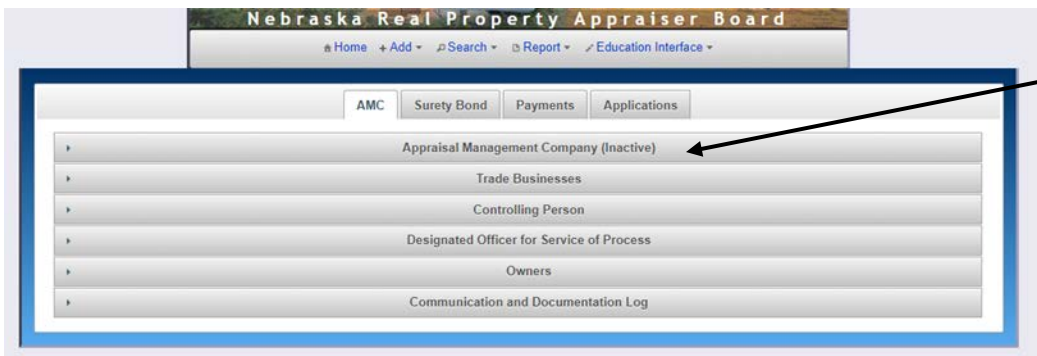 Nebraska Real Property Appraiser Board
Home + Add Search Report Education Interface
AMC Surety Bond Payments Applications
Appraisal Management Company (Inactive)
Trade Businesses
Controlling Person
Designated Officer for Service of Process
Owners
Communication and Documentation Log